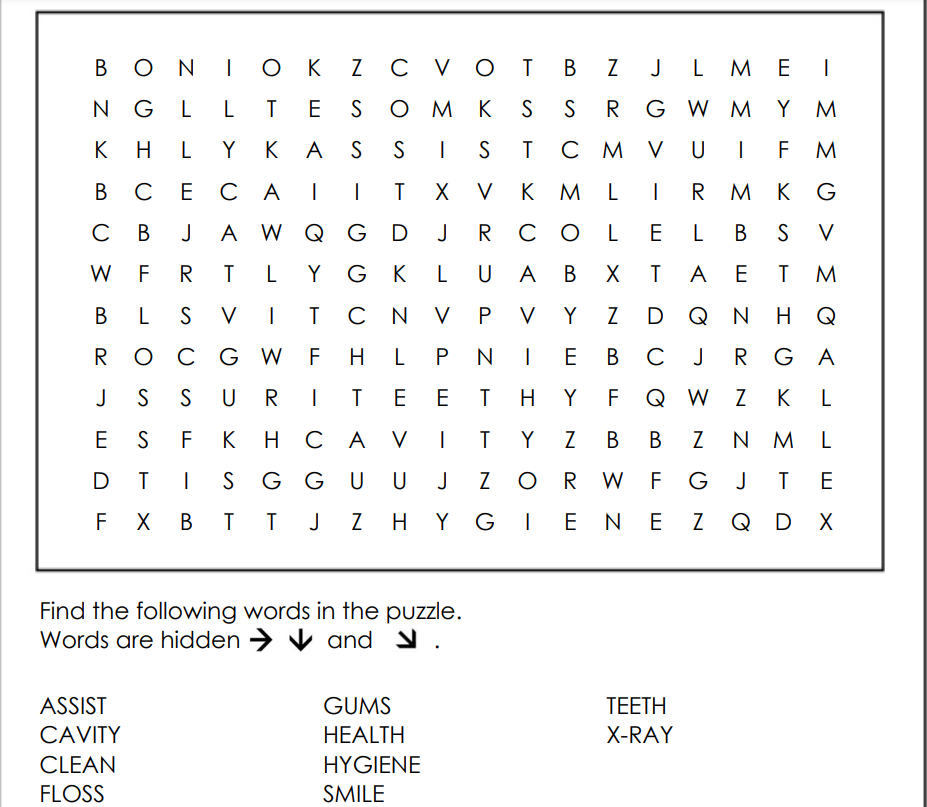 B O N I O K Z C V O T B Z J L M E I
N G L L T E S O M K S S R G W M Y M
K H L Y K A S S I S T C M V U I F M
B C E C A I I T X V K M L I R M K G
C B J A W Q G D J R C O L E L B S V
W F R T L Y G K L U A B X T A E T M
B L S V I T C N V P V Y Z D Q N H Q
R O C G W F H L P N I E B C J R G A
J S S U R I T E E T H Y F Q W Z K L
E S F K H C A V I T Y Z B B Z N M L
D T I S G G U U J Z O R W F G J T E
F X B T T J Z H Y G I E N E Z Q D X
Find the following words in the puzzle.
Words are hidden → ↓ and ↘ .
ASSIST GUMS TEETH
CAVITY HEALTH X-RAY
CLEAN HYGIENE
FLOSS SMILE